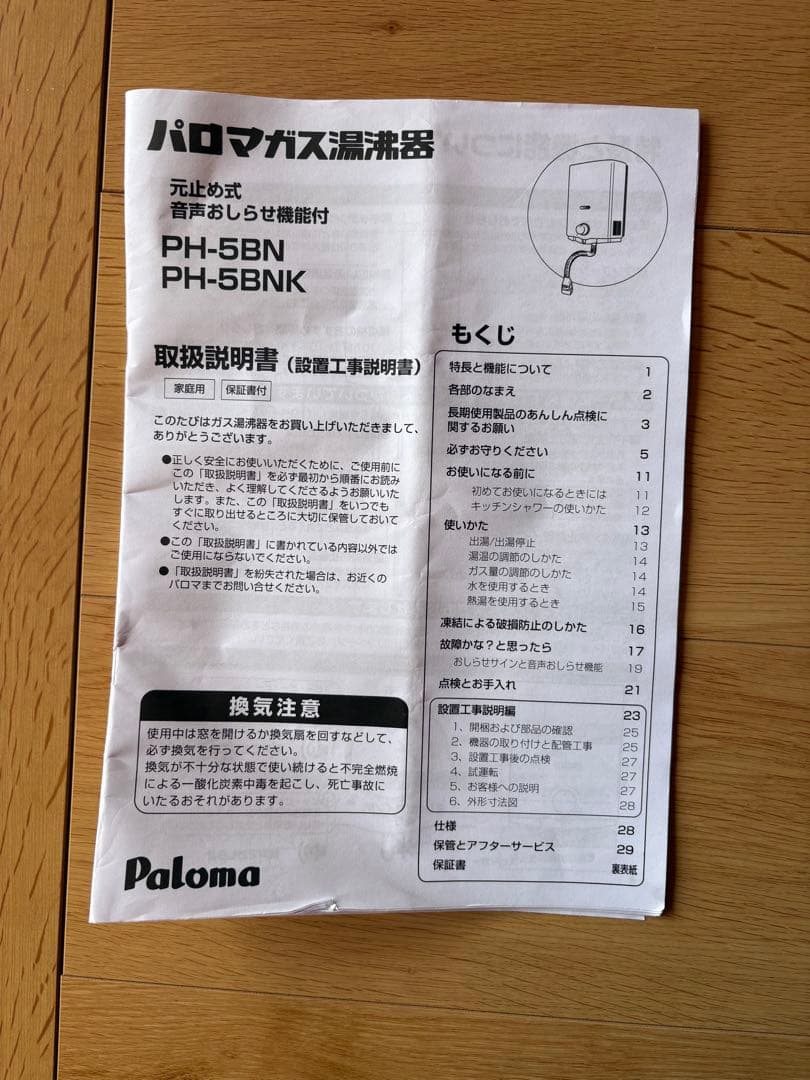 パロマガス湯沸器
元止め式
音声おしらせ機能付
PH-5BN
PH-5BNK
取扱説明書（設置工事説明書）
家庭用 保証書付
このたびはガス湯沸器をお買い上げいただきまして、
ありがとうございます。
●正しく安全にお使いいただくために、ご使用前に
この「取扱説明書」を必ず最初から順番にお読み
いただき、よく理解してくださるようお願いいた
します。また、この「取扱説明書」をいつでも
すぐに取り出せるところに大切に保管しておいて
ください。
●この「取扱説明書」に書かれている内容以外では
ご使用にならないでください。
●「取扱説明書」を紛失された場合は、お近くの
パロマまでお問い合せください。
換気注意
使用中は窓を開けるか換気扇を回すなどして、
必ず換気を行ってください。
換気が不十分な状態で使い続けると不完全燃焼
による一酸化炭素中毒を起こし、死亡事故に
いたるおそれがあります。
Paloma
もくじ
特長と機能について 1
各部のなまえ 2
長期使用製品のあんしん点検に
関するお願い 3
必ずお守りください 5
お使いになる前に 11
初めてお使いになるときには 11
キッチンシャワーの使いかた 12
使いかた 13
出湯/出湯停止 13
湯温の調節のしかた 14
ガス量の調節のしかた 14
水を使用するとき 14
熱湯を使用するとき 15
凍結による破損防止のしかた 16
故障かな？と思ったら 17
おしらせサインと音声おしらせ機能 19
点検とお手入れ 21
設置工事説明編 23
1、開梱および部品の確認 25
2、機器の取り付けと配管工事 25
3、設置工事後の点検 27
4、試運転 27
5、お客様への説明 27
6、外形寸法図 28
仕様 28
保管とアフターサービス 29
保証書 裏表紙